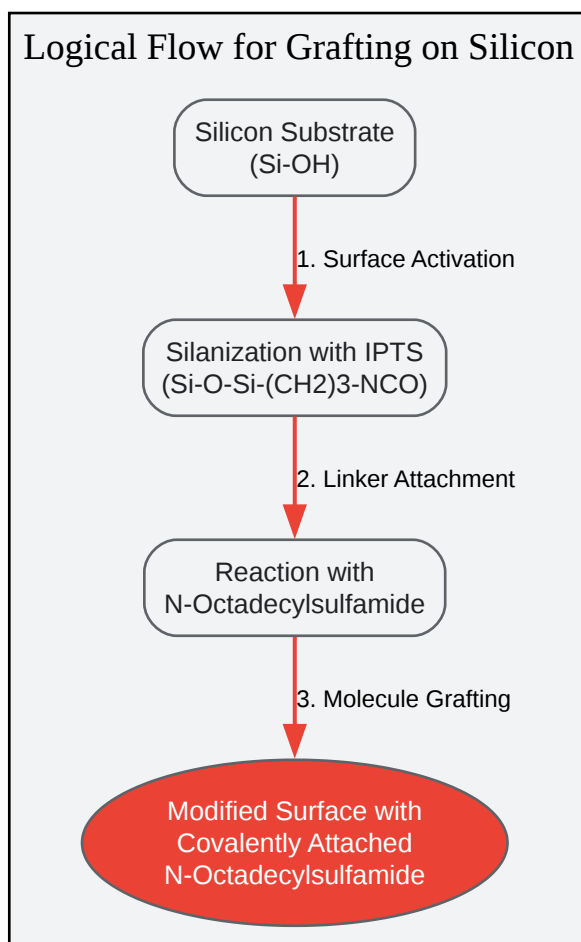 Logical Flow for Grafting on Silicon
Silicon Substrate
(Si-OH)
1. Surface Activation
Silanization with IPTS
(Si-O-Si-(CH2)3-NCO)
2. Linker Attachment
Reaction with
N-Octadecylsulfamide
3. Molecule Grafting
Modified Surface with
Covalently Attached
N-Octadecylsulfamide